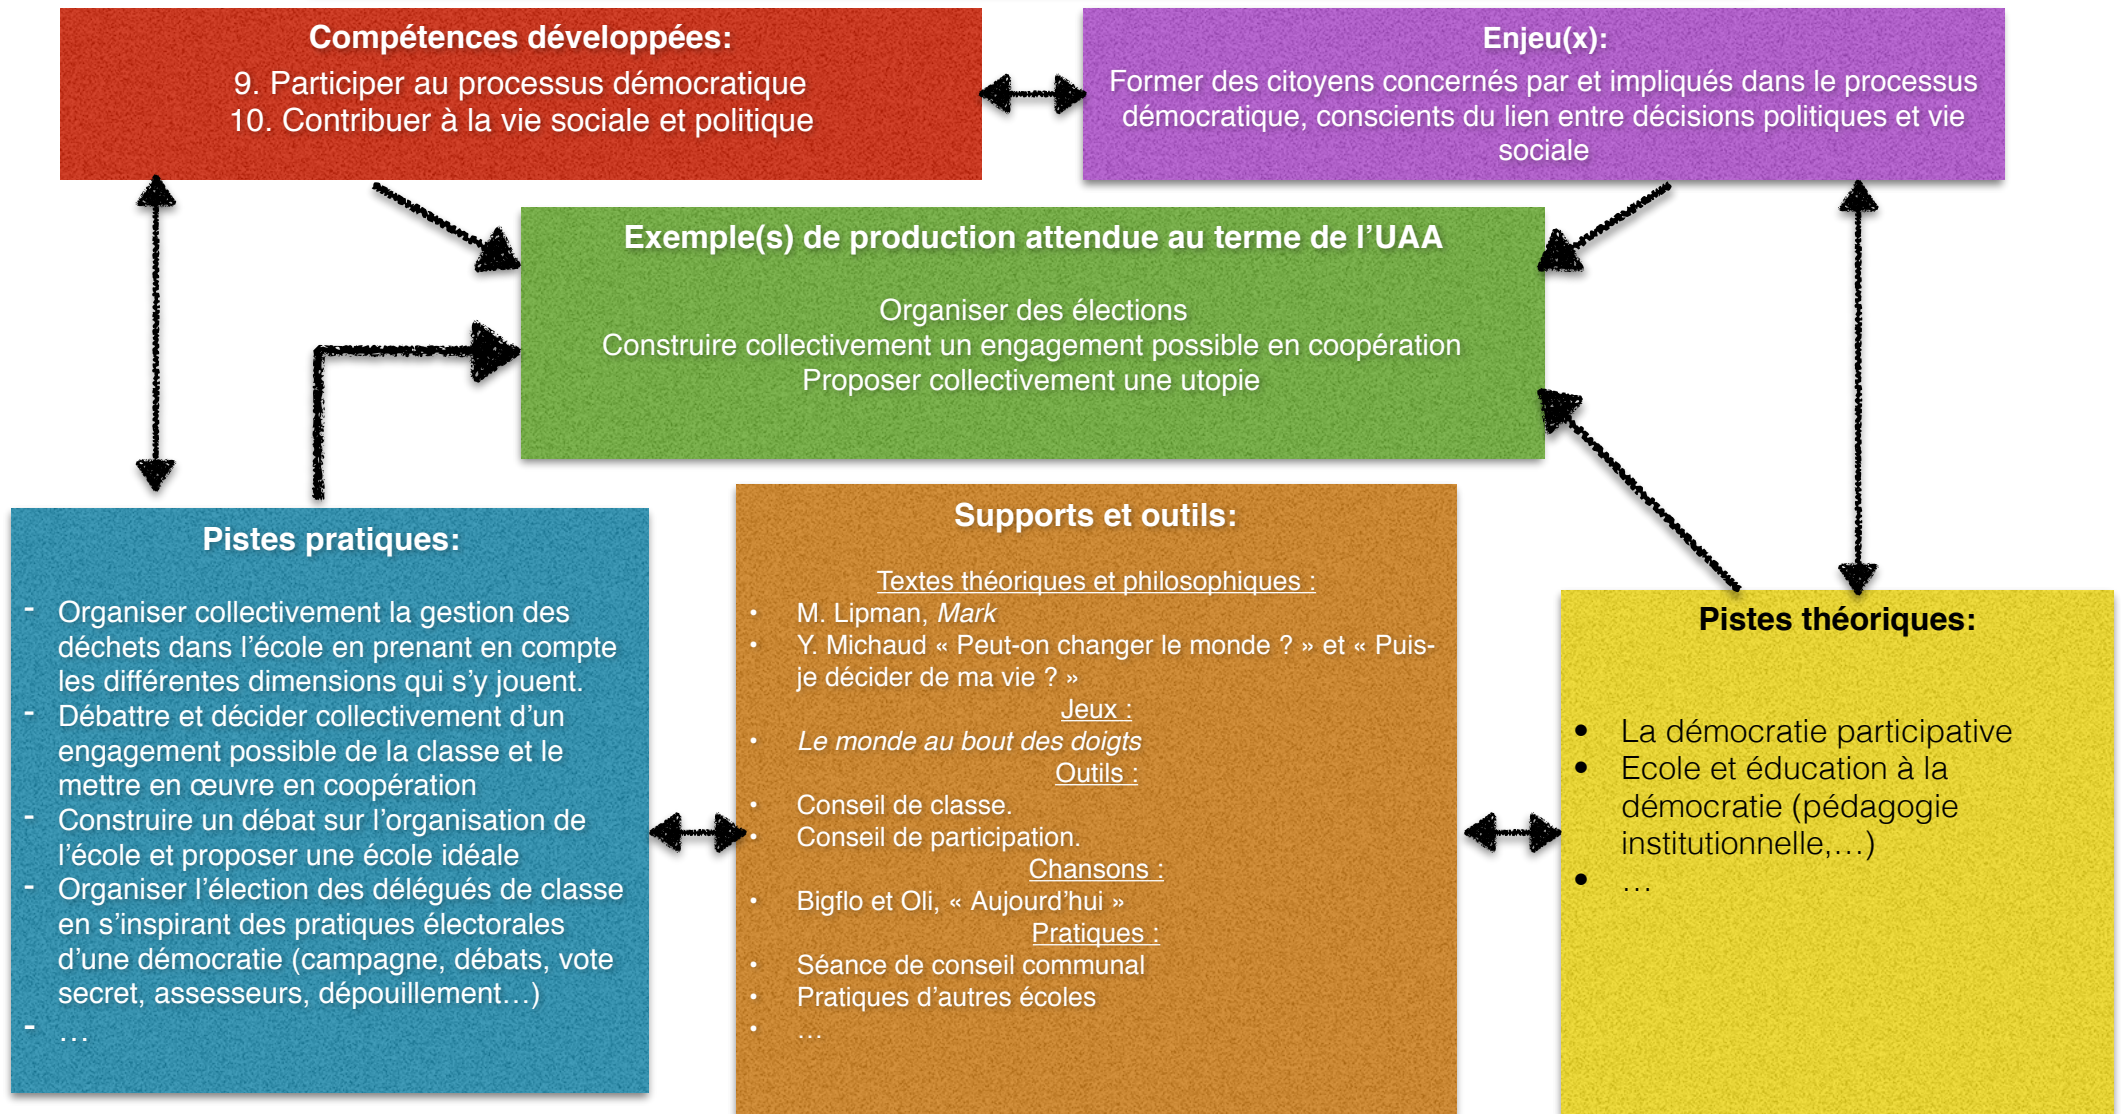 Compétences développées:
9. Participer au processus démocratique
10. Contribuer à la vie sociale et politique
Enjeu(x):
Former des citoyens concernés par et impliqués dans le processus
démocratique, conscients du lien entre décisions politiques et vie
sociale
Exemple(s) de production attendue au terme de l’UAA
Organiser des élections
Construire collectivement un engagement possible en coopération
Proposer collectivement une utopie
Pistes pratiques:
- Organiser collectivement la gestion des
déchets dans l’école en prenant en compte
les différentes dimensions qui s’y jouent.
- Débattre et décider collectivement d’un
engagement possible de la classe et le
mettre en œuvre en coopération
- Construire un débat sur l’organisation de
l’école et proposer une école idéale
- Organiser l’élection des délégués de classe
en s’inspirant des pratiques électorales
d’une démocratie (campagne, débats, vote
secret, assesseurs, dépouillement…)
- …
Supports et outils:
Textes théoriques et philosophiques :
• M. Lipman, Mark
• Y. Michaud « Peut-on changer le monde ? » et « Puis-
je décider de ma vie ? »
Jeux :
• Le monde au bout des doigts
Outils :
• Conseil de classe.
• Conseil de participation.
Chansons :
• Bigflo et Oli, « Aujourd’hui »
Pratiques :
• Séance de conseil communal
• Pratiques d’autres écoles
• …
Pistes théoriques:
• La démocratie participative
• Ecole et éducation à la
démocratie (pédagogie
institutionnelle,…)
• …